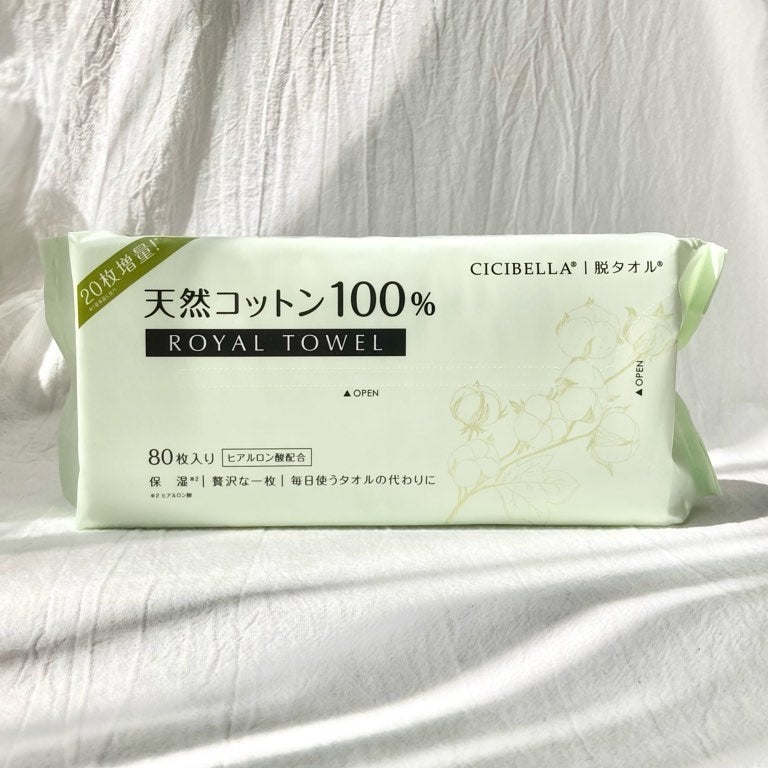 20枚増量!
CICIBELLA® | 脱タオル®
天然コットン100%
ROYAL TOWEL
▲ OPEN
▲ OPEN
80枚入り ヒアルロン酸配合
保 湿※2 | 贅沢な一枚 | 毎日使うタオルの代わりに
※2 ヒアルロン酸